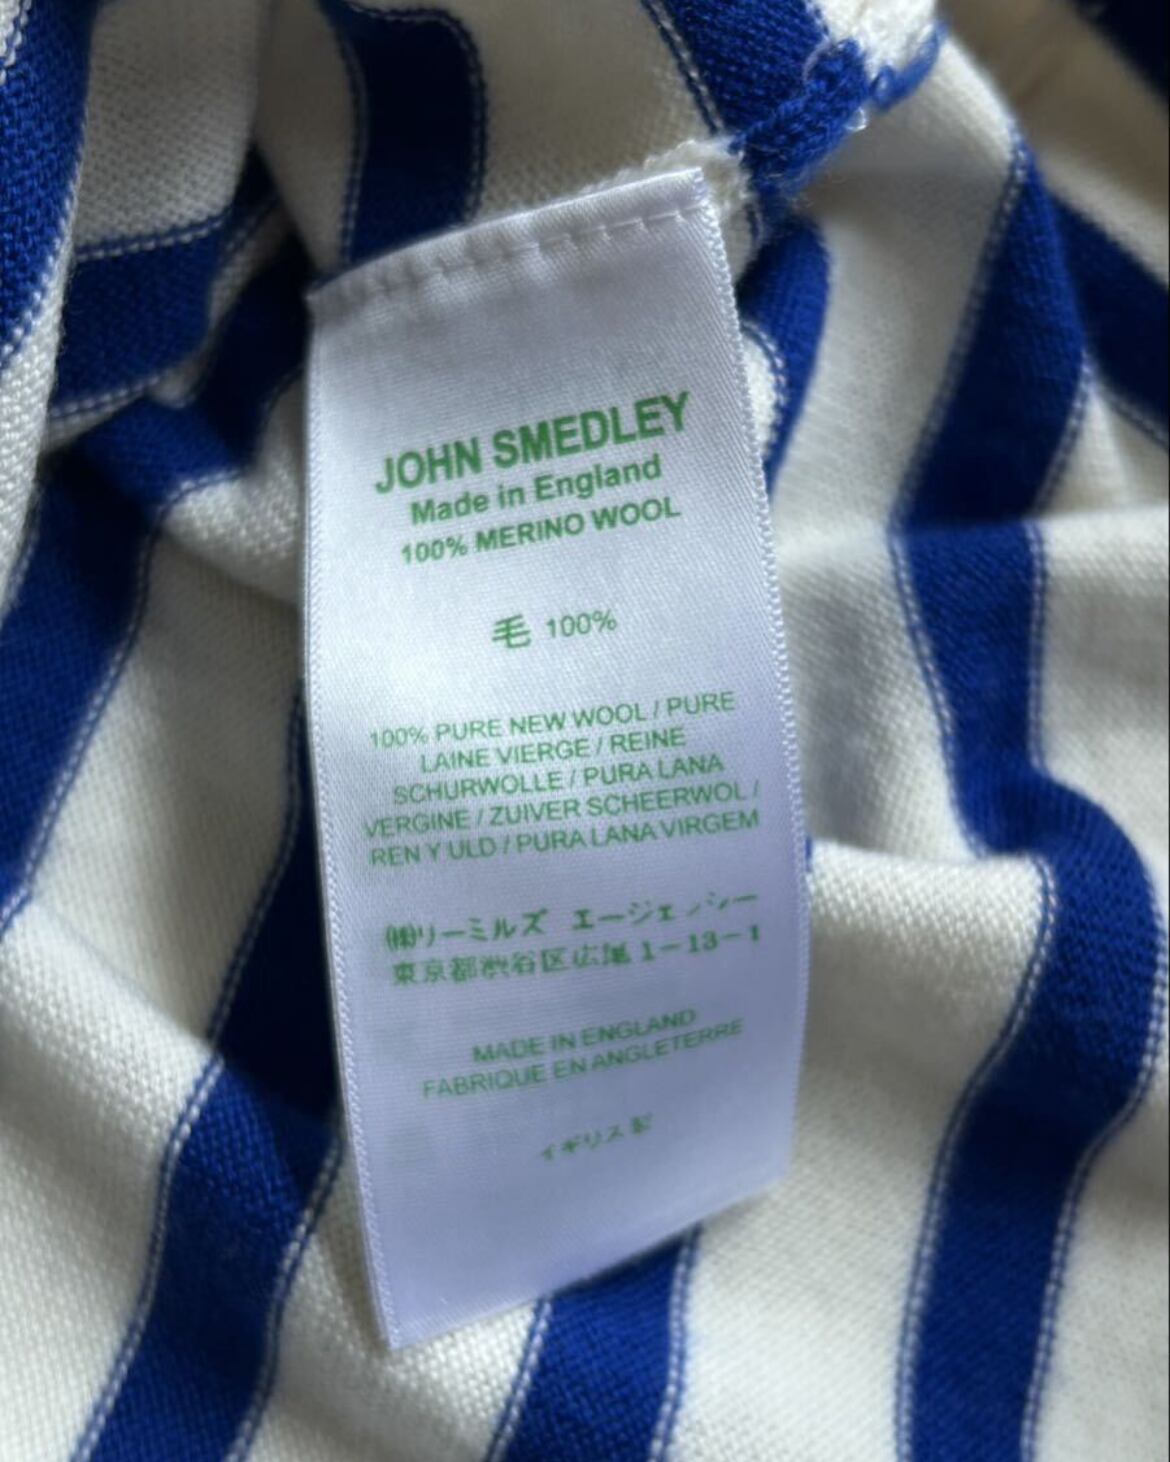 JOHN SMEDLEY
Made in England
100% MERINO WOOL
毛 100%
100% PURE NEW WOOL / PURE
LAINE VIERGE / REINE
SCHURWOLLE / PURA LANA
VERGINE / ZUIVER SCHEERWOL /
REN Y ULD / PURA LANA VIRGEM
㈱リーミルズ エージェンシー
東京都渋谷区広尾1-13-1
MADE IN ENGLAND
FABRIQUE EN ANGLETERRE
イギリス製